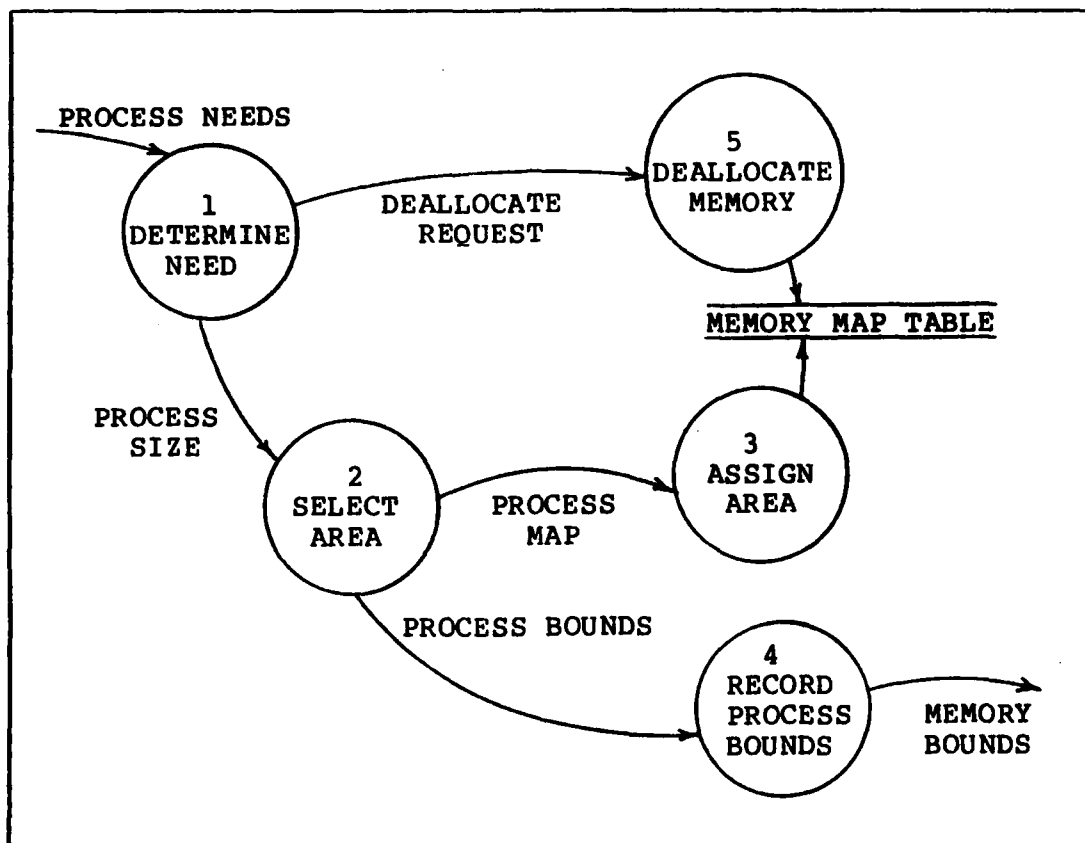 PROCESS NEEDS
1
DETERMINE
NEED
DEALLOCATE
REQUEST
5
DEALLOCATE
MEMORY
MEMORY MAP TABLE
PROCESS
SIZE
2
SELECT
AREA
PROCESS
MAP
3
ASSIGN
AREA
PROCESS BOUNDS
4
RECORD
PROCESS
BOUNDS
MEMORY
BOUNDS